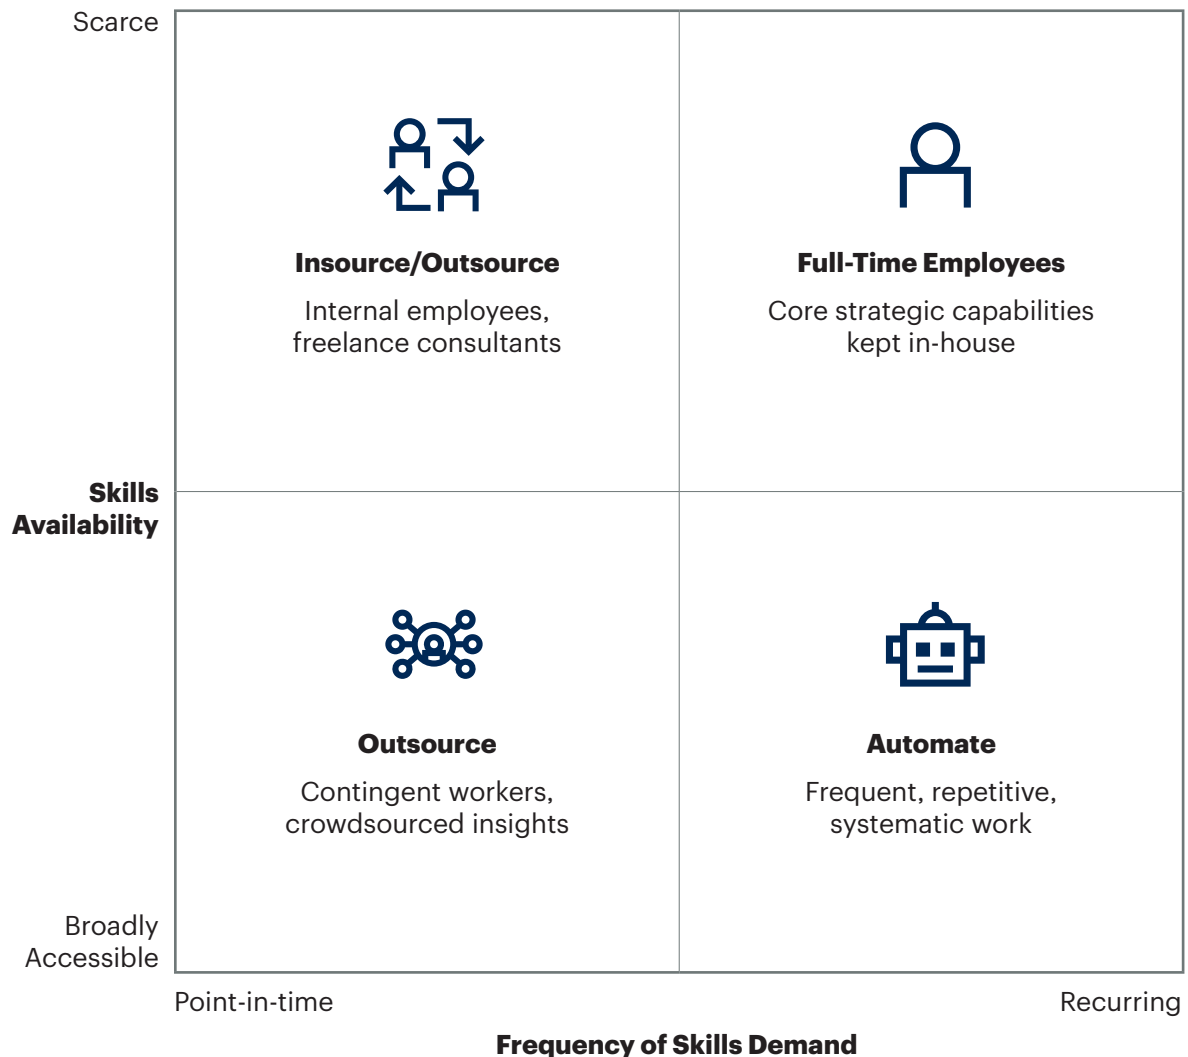 Scarce
Insource/Outsource
Internal employees,
freelance consultants
Full-Time Employees
Core strategic capabilities
kept in-house
Skills
Availability
Outsource
Contingent workers,
crowdsourced insights
Automate
Frequent, repetitive,
systematic work
Broadly
Accessible
Point-in-time
Recurring
Frequency of Skills Demand